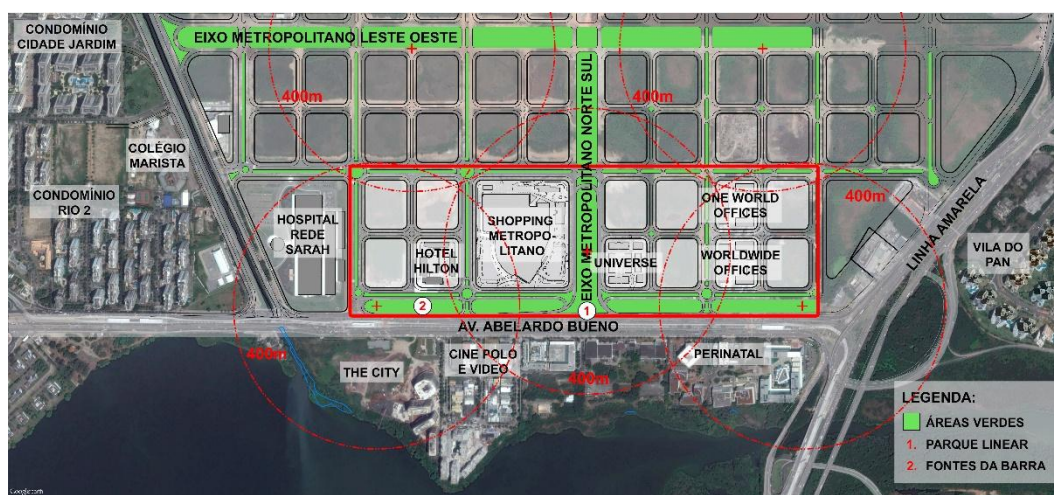 CONDOMÍNIO
CIDADE JARDIM
EIXO METROPOLITANO LESTE OESTE
400m
400m
COLÉGIO
MARISTA
CONDOMÍNIO
RIO 2
HOSPITAL
REDE
SARAH
SHOPPING
METROPO-
LITANO
HOTEL
HILTON
EIXO METROPOLITANO NORTE SUL
UNIVERSE
ONE WORLD
OFFICES
WORLDWIDE
OFFICES
400m
LINHA AMARELA
VILA DO
PAN
2
1
AV. ABELARDO BUENO
400m
THE CITY
CINE POLO
E VIDEO
400m
PERINATAL
LEGENDA:
ÁREAS VERDES
1. PARQUE LINEAR
2. FONTES DA BARRA
Google earth